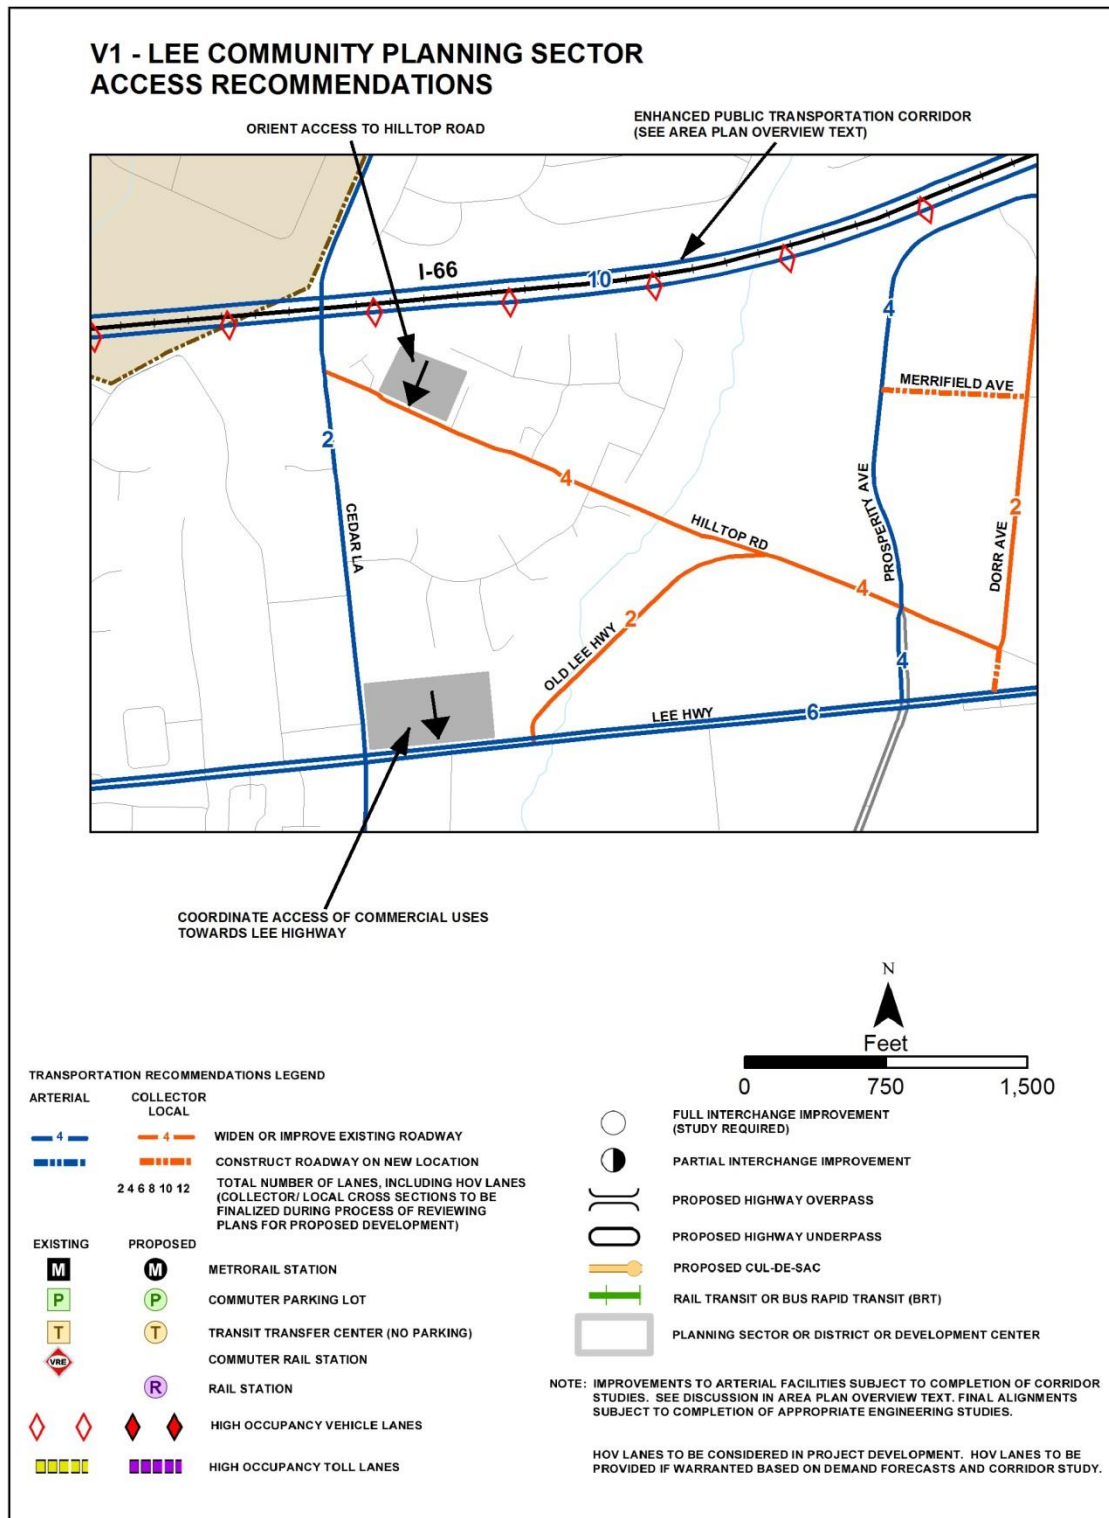 V1 - LEE COMMUNITY PLANNING SECTOR
ACCESS RECOMMENDATIONS
ORIENT ACCESS TO HILLTOP ROAD
ENHANCED PUBLIC TRANSPORTATION CORRIDOR
(SEE AREA PLAN OVERVIEW TEXT)
I-66
10
4
MERRIFIELD AVE
2
4
CEDAR LA
HILLTOP RD
PROSPERITY AVE
2
DORR AVE
4
OLD LEE HWY
2
4
LEE HWY
6
COORDINATE ACCESS OF COMMERCIAL USES
TOWARDS LEE HIGHWAY
N
Feet
0 750 1,500
TRANSPORTATION RECOMMENDATIONS LEGEND
ARTERIAL COLLECTOR
LOCAL
4 4 WIDEN OR IMPROVE EXISTING ROADWAY
CONSTRUCT ROADWAY ON NEW LOCATION
2 4 6 8 10 12 TOTAL NUMBER OF LANES, INCLUDING HOV LANES
(COLLECTOR/ LOCAL CROSS SECTIONS TO BE
FINALIZED DURING PROCESS OF REVIEWING
PLANS FOR PROPOSED DEVELOPMENT)
EXISTING PROPOSED
M M METRORAIL STATION
P P COMMUTER PARKING LOT
T T TRANSIT TRANSFER CENTER (NO PARKING)
VRE COMMUTER RAIL STATION
R RAIL STATION
HIGH OCCUPANCY VEHICLE LANES
HIGH OCCUPANCY TOLL LANES
FULL INTERCHANGE IMPROVEMENT
(STUDY REQUIRED)
PARTIAL INTERCHANGE IMPROVEMENT
PROPOSED HIGHWAY OVERPASS
PROPOSED HIGHWAY UNDERPASS
PROPOSED CUL-DE-SAC
RAIL TRANSIT OR BUS RAPID TRANSIT (BRT)
PLANNING SECTOR OR DISTRICT OR DEVELOPMENT CENTER
NOTE: IMPROVEMENTS TO ARTERIAL FACILITIES SUBJECT TO COMPLETION OF CORRIDOR
STUDIES. SEE DISCUSSION IN AREA PLAN OVERVIEW TEXT. FINAL ALIGNMENTS
SUBJECT TO COMPLETION OF APPROPRIATE ENGINEERING STUDIES.
HOV LANES TO BE CONSIDERED IN PROJECT DEVELOPMENT. HOV LANES TO BE
PROVIDED IF WARRANTED BASED ON DEMAND FORECASTS AND CORRIDOR STUDY.